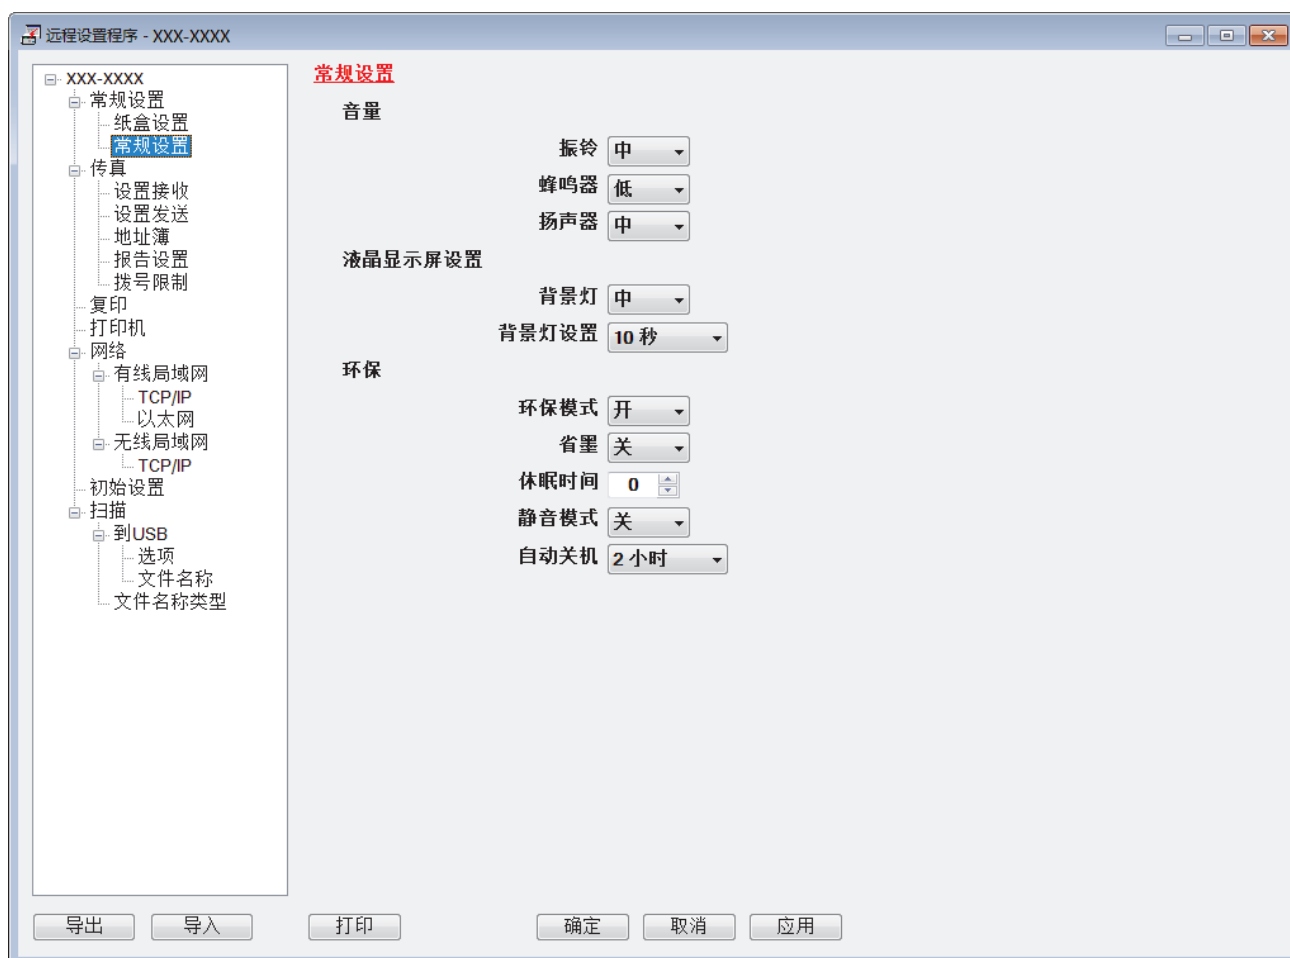 远程设置程序 - XXX-XXXX
XXX-XXXX
常规设置
纸盒设置
常规设置
传真
设置接收
设置发送
地址簿
报告设置
拨号限制
复印
打印机
网络
有线局域网
TCP/IP
以太网
无线局域网
TCP/IP
初始设置
扫描
到USB
选项
文件名称
文件名称类型
常规设置
音量
振铃 中
蜂鸣器 低
扬声器 中
液晶显示屏设置
背景灯 中
背景灯设置 10 秒
环保
环保模式 开
省墨 关
休眠时间 0
静音模式 关
自动关机 2 小时
导出 导入 打印 确定 取消 应用